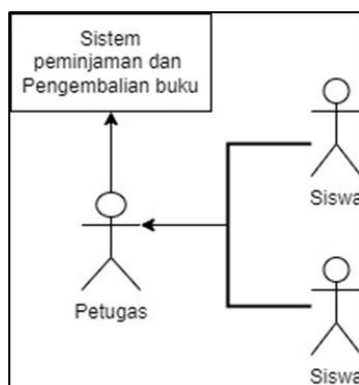 Sistem
peminjaman dan
Pengembalian buku
Siswa
Petugas
Siswa